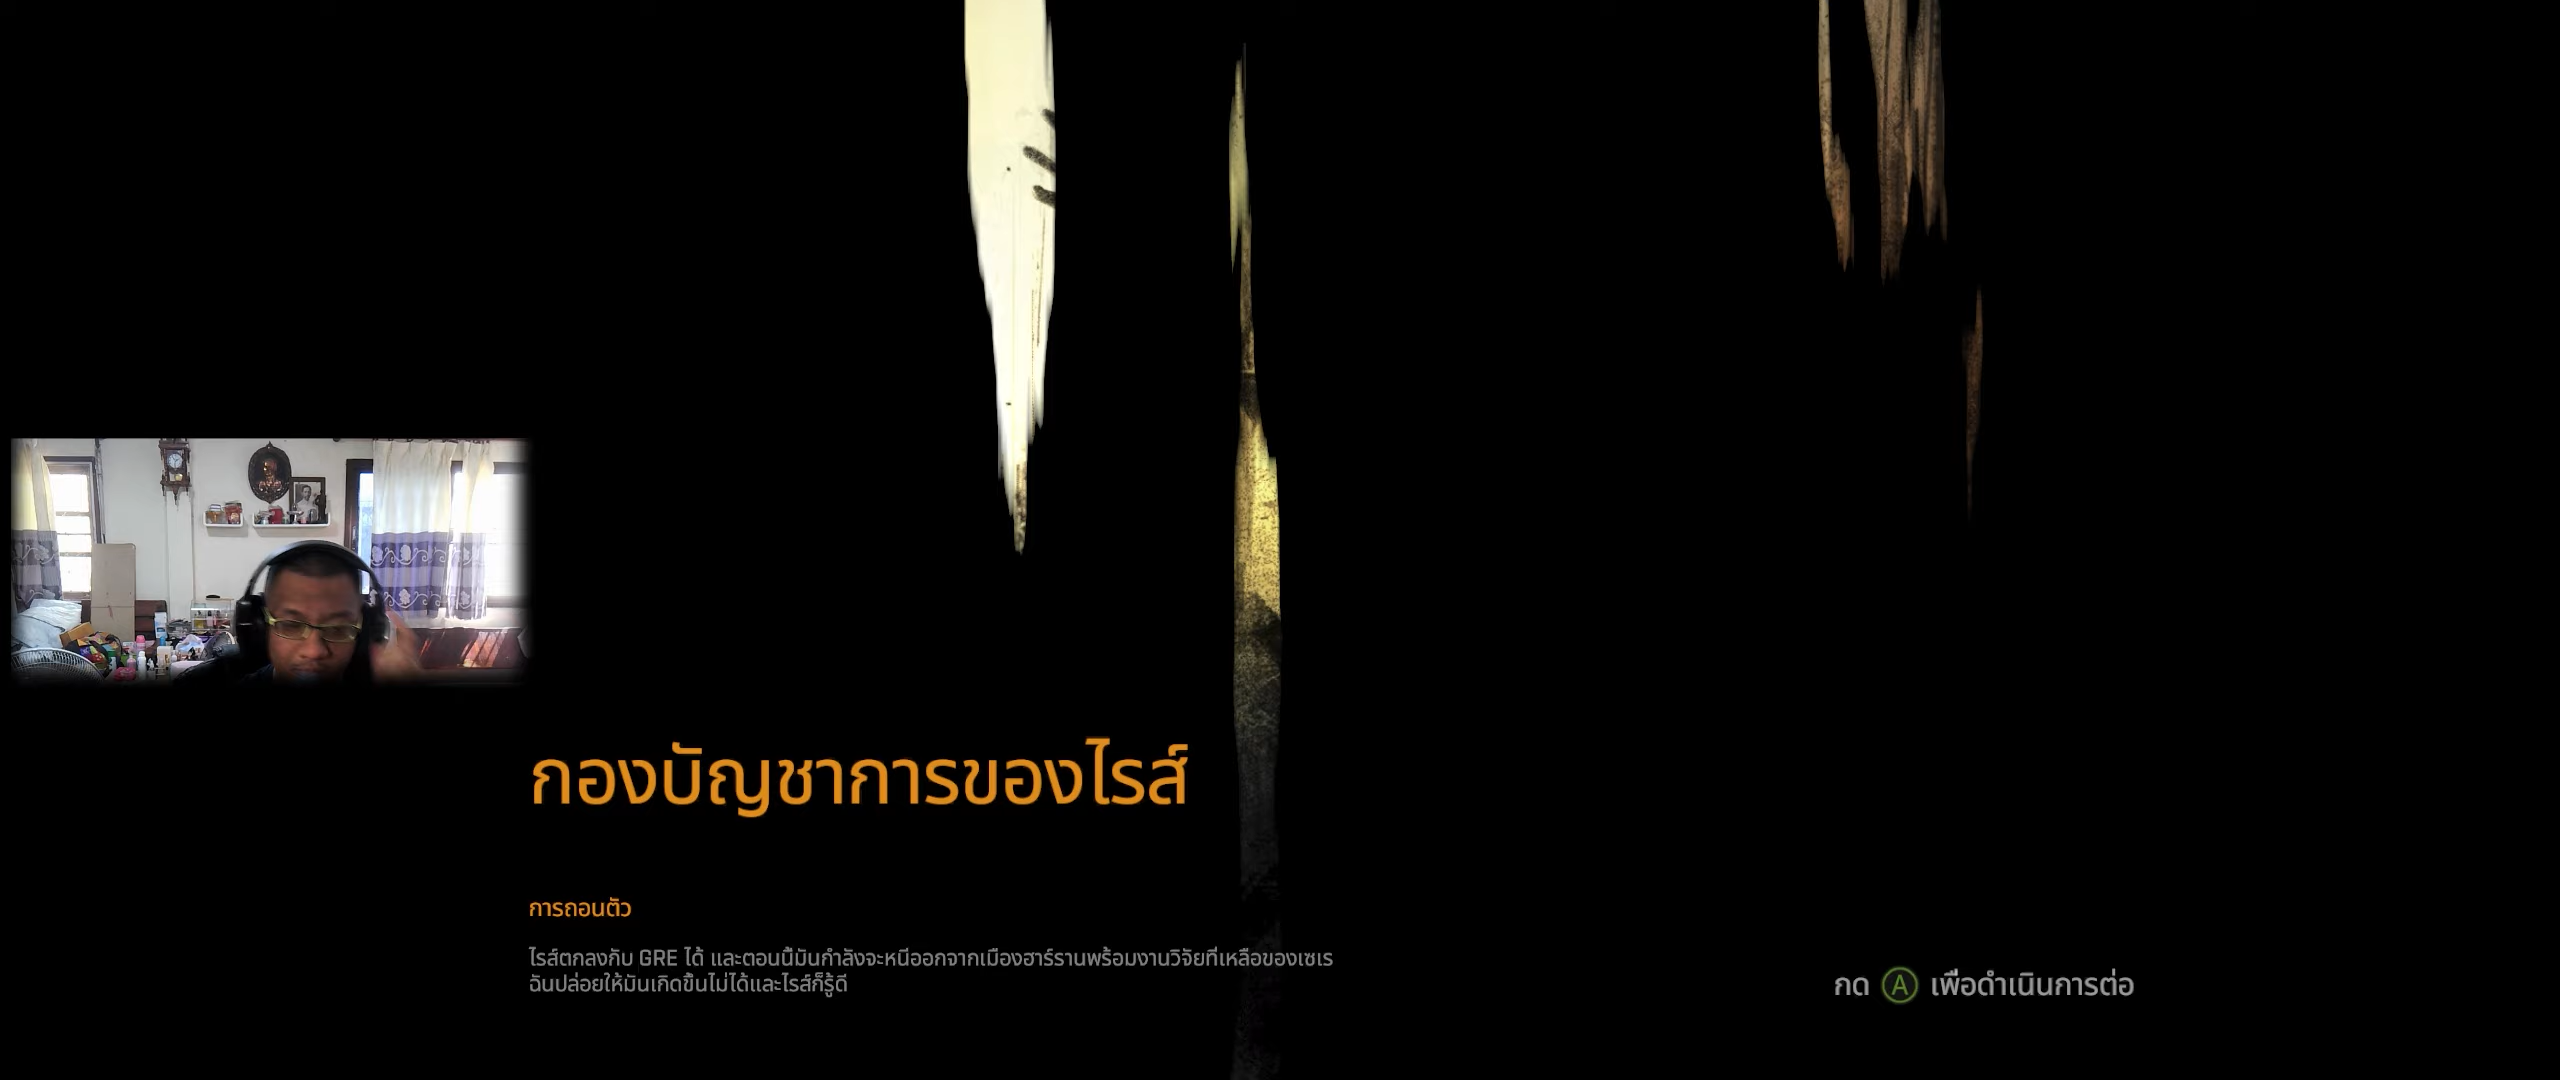 กองบัญชาการของไรส์
การถอนตัว
ไรส์ตกลงกับ GRE ได้ และตอนนี้มันกำลังจะหนีออกจากเมืองฮาร์รานพร้อมงานวิจัยที่เหลือของเซเร
ฉันปล่อยให้มันเกิดขึ้นไม่ได้และไรส์ก็รู้ดี
กด A เพื่อดำเนินการต่อ